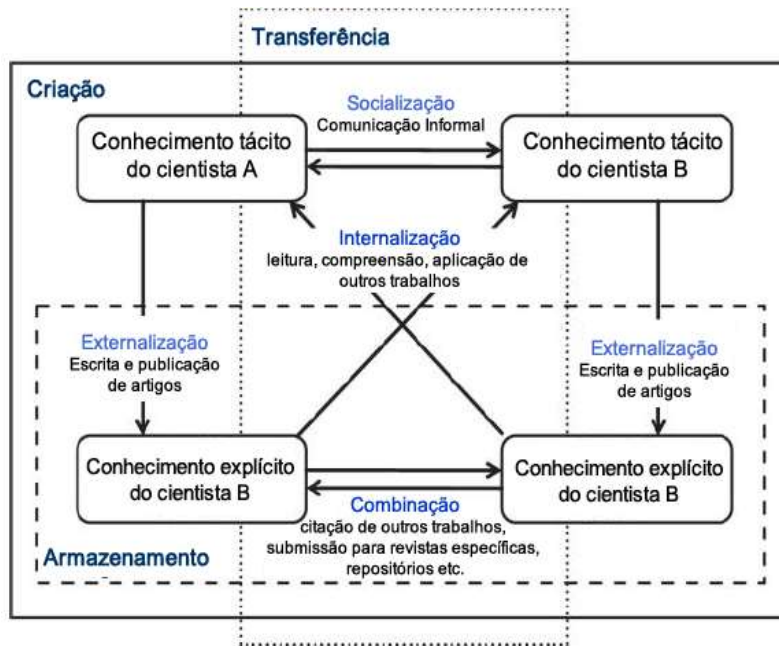 Transferência
Criação
Socialização
Comunicação Informal
Conhecimento tácito
do cientista A
Conhecimento tácito
do cientista B
Internalização
leitura, compreensão, aplicação de
outros trabalhos
Externalização
Escrita e publicação
de artigos
Externalização
Escrita e publicação
de artigos
Conhecimento explícito
do cientista B
Conhecimento explícito
do cientista B
Combinação
citação de outros trabalhos,
submissão para revistas específicas,
repositórios etc.
Armazenamento